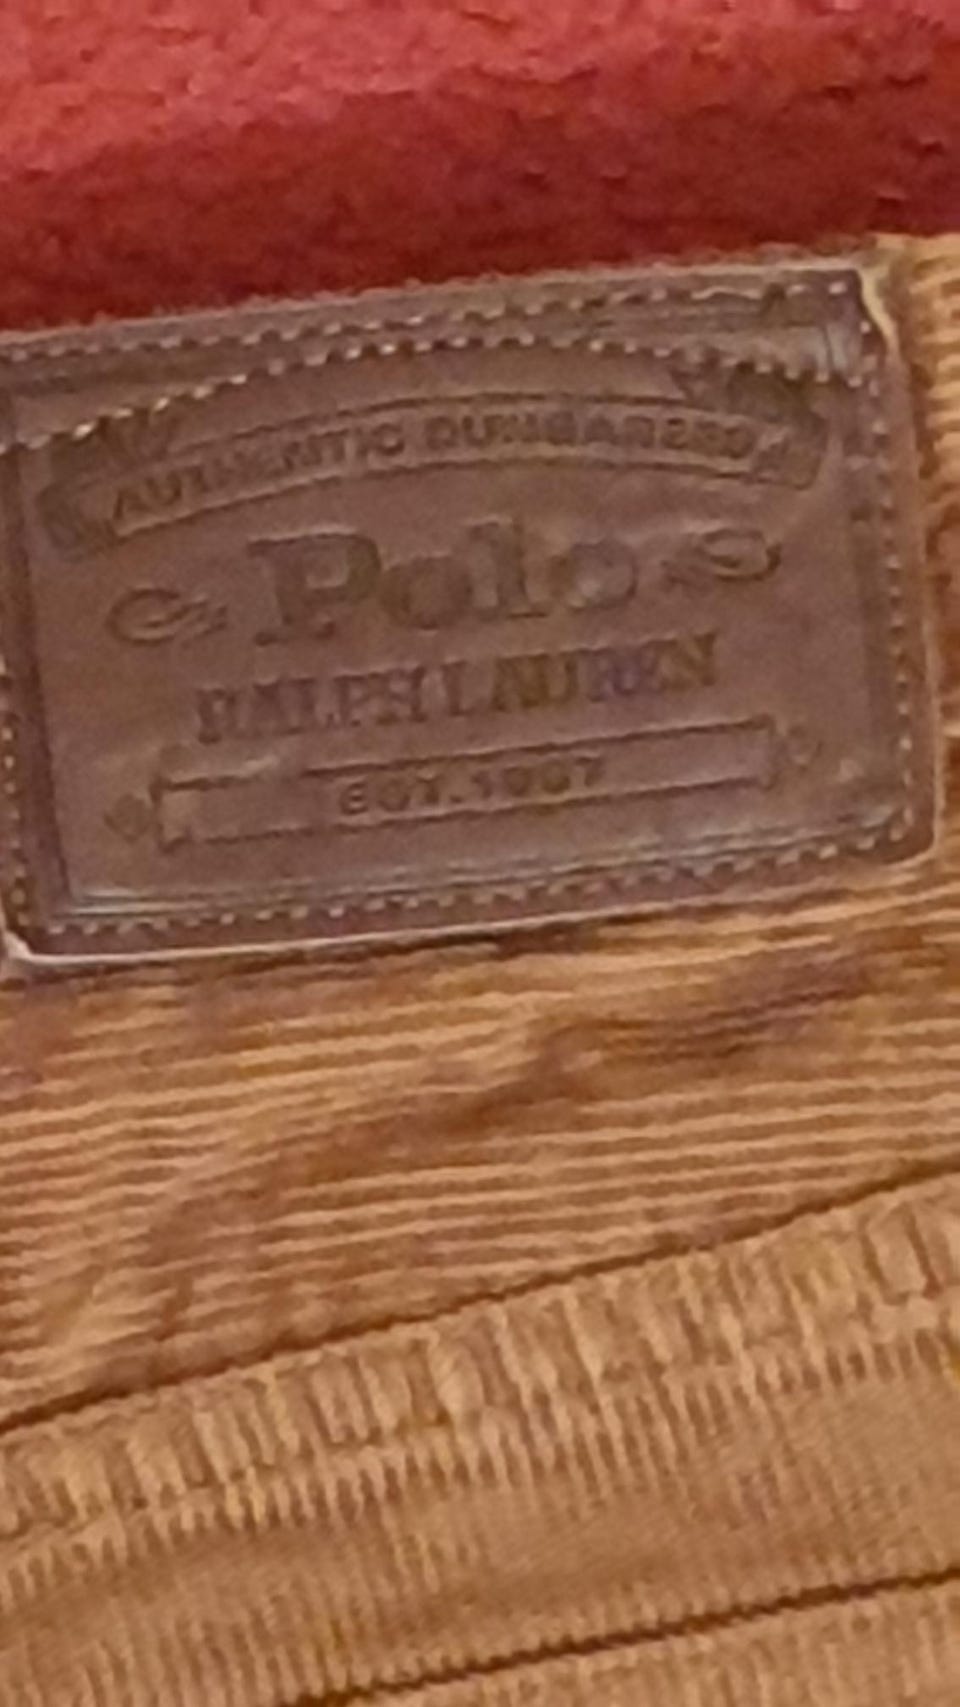 AUTHENTIC DUNGAREES
Polo
RALPH LAUREN
EST. 1967